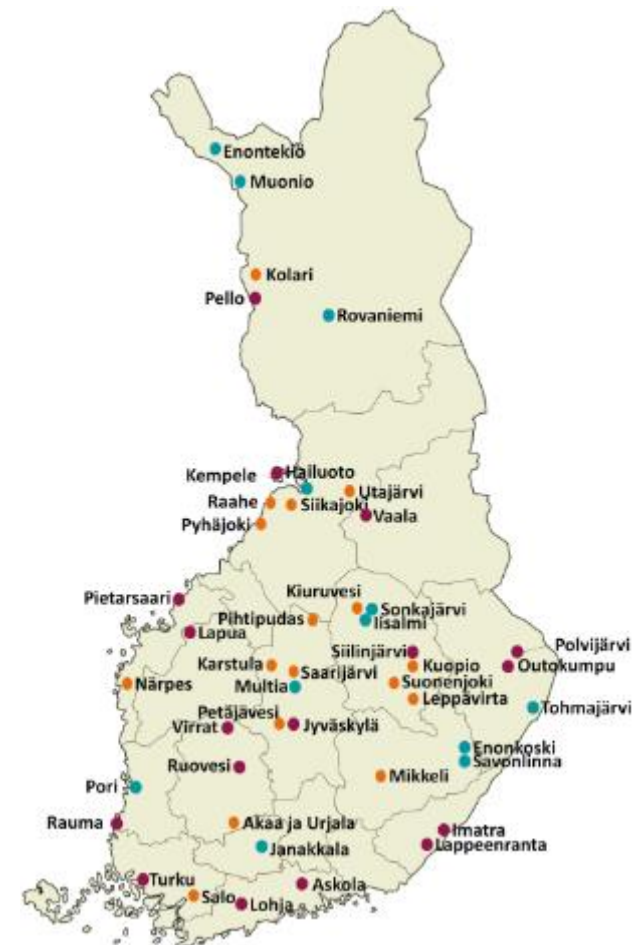 Enontekiö
Muonio
Kolari
Pello
Rovaniemi
Kempele
Hailuoto
Utajärvi
Raahe
Siikajoki
Vaala
Pyhäjoki
Kiuruvesi
Pietarsaari
Sonkajärvi
Pihtipudas
Iisalmi
Lapua
Siilinjärvi
Polvijärvi
Karstula
Saarijärvi
Kuopio
Outokumpu
Närpes
Multia
Suonenjoki
Leppävirta
Tohmajärvi
Petäjävesi
Virrat
Jyväskylä
Enonkoski
Savonlinna
Ruovesi
Mikkeli
Pori
Rauma
Akaa ja Urjala
Imatra
Janakkala
Lappeenranta
Turku
Askola
Salo
Lohja